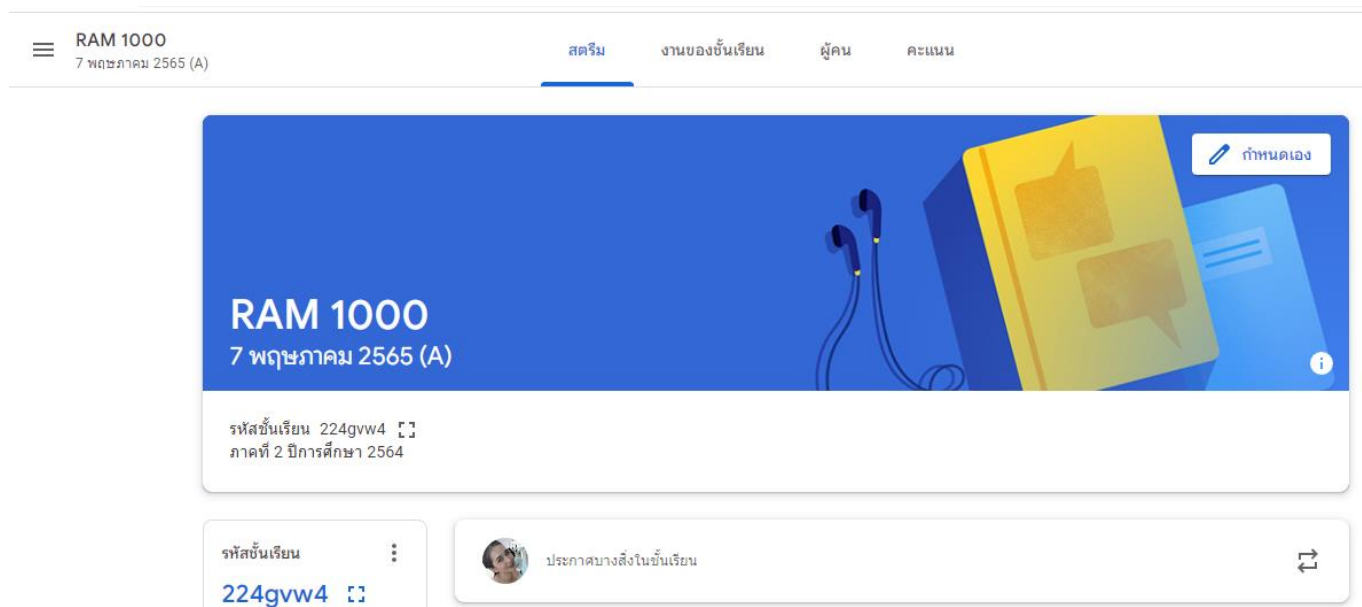 RAM 1000
7 พฤษภาคม 2565 (A)
สตรีม งานของชั้นเรียน ผู้คน คะแนน
กำหนดเอง
RAM 1000
7 พฤษภาคม 2565 (A)
รหัสชั้นเรียน 224gvw4
ภาคที่ 2 ปีการศึกษา 2564
รหัสชั้นเรียน
224gvw4
ประกาศบางสิ่งในชั้นเรียน